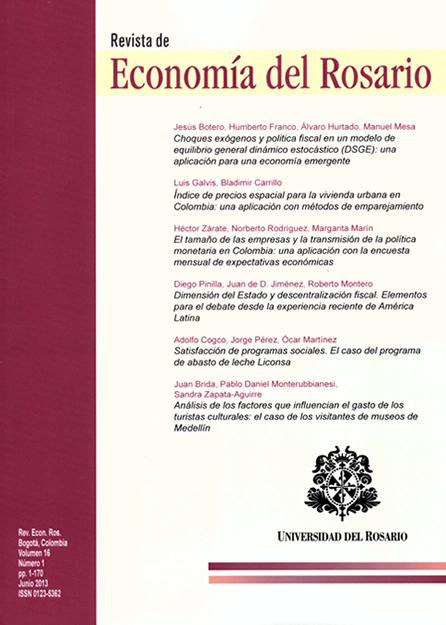 Revista de
Economía del Rosario
Jesús Botero, Humberto Franco, Álvaro Hurtado, Manuel Mesa
Choques exógenos y política fiscal en un modelo de
equilibrio general dinámico estocástico (DSGE): una
aplicación para una economía emergente
Luis Galvis, Bladimir Carrillo
Índice de precios espacial para la vivienda urbana en
Colombia: una aplicación con métodos de emparejamiento
Héctor Zárate, Norberto Rodríguez, Margarita Marín
El tamaño de las empresas y la transmisión de la política
monetaria en Colombia: una aplicación con la encuesta
mensual de expectativas económicas
Diego Pinilla, Juan de D. Jiménez, Roberto Montero
Dimensión del Estado y descentralización fiscal. Elementos
para el debate desde la experiencia reciente de América
Latina
Adolfo Cogco, Jorge Pérez, Ócar Martínez
Satisfacción de programas sociales. El caso del programa
de abasto de leche Liconsa
Juan Brida, Pablo Daniel Monterubbianesi,
Sandra Zapata-Aguirre
Análisis de los factores que influencian el gasto de los
turistas culturales: el caso de los visitantes de museos de
Medellín
UNIVERSIDAD DEL ROSARIO
Rev. Econ. Ros.
Bogotá, Colombia
Volumen 16
Número 1
pp. 1-170
Junio 2013
ISSN 0123-5362